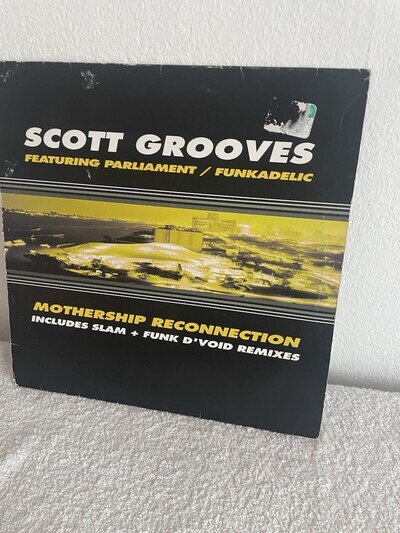 SCOTT GROOVES
FEATURING PARLIAMENT / FUNKADELIC
MOTHERSHIP RECONNECTION
INCLUDES SLAM + FUNK D'VOID REMIXES